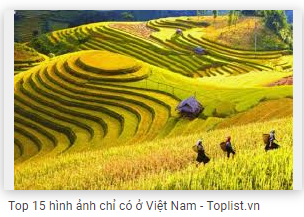 Top 15 hình ảnh chỉ có ở Việt Nam - Toplist.vn